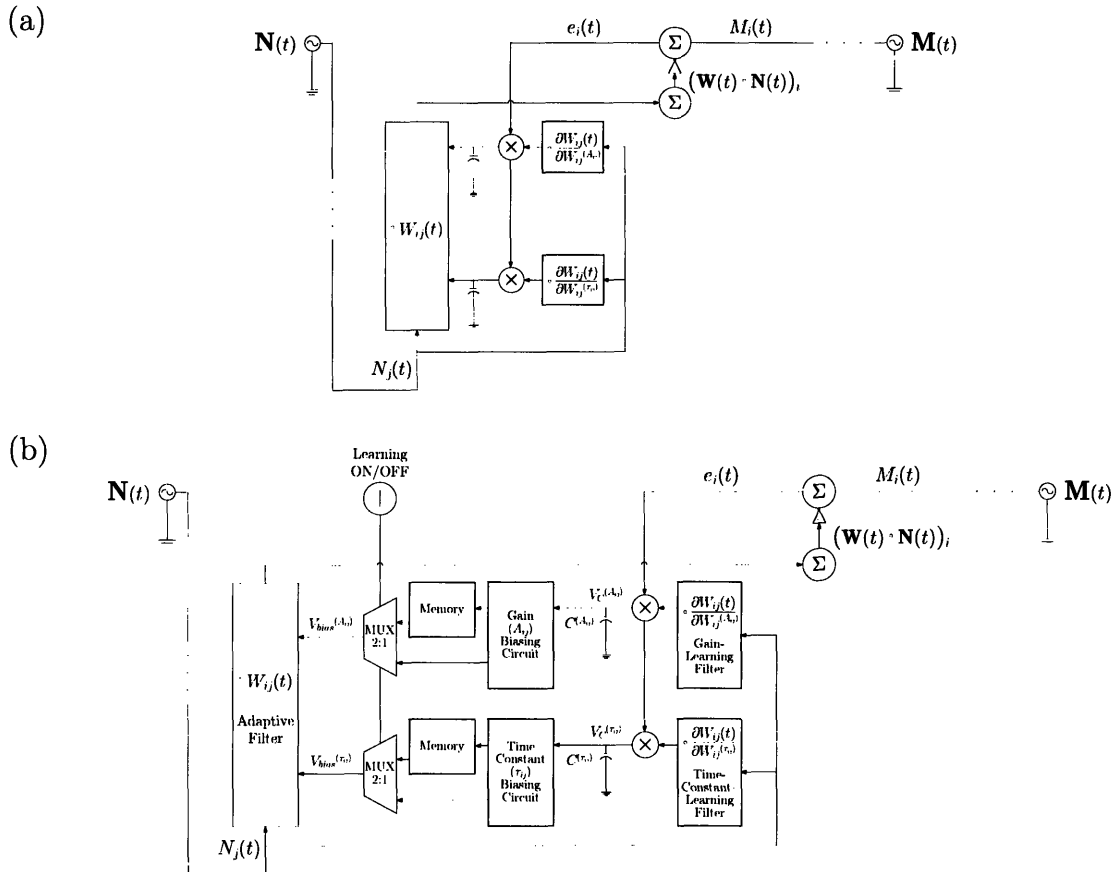 (a)
N(t)
e_i(t)
Σ
M_i(t)
M(t)
(W(t) · N(t))_i
Σ
× ∘ ∂W_ij(t) / ∂W_ij^(A_ij)
∘ W_ij(t)
× ∘ ∂W_ij(t) / ∂W_ij^(τ_ij)
N_j(t)
(b)
Learning
ON/OFF
N(t)
e_i(t)
Σ
M_i(t)
M(t)
(W(t) ∘ N(t))_i
Σ
V_bias^(A_ij)
MUX
2:1
Memory
Gain
(A_ij)
Biasing
Circuit
V_C^(A_ij)
C^(A_ij)
×
∘ ∂W_ij(t) / ∂W_ij^(A_ij)
Gain-
Learning
Filter
∘ W_ij(t)
Adaptive
Filter
V_bias^(τ_ij)
MUX
2:1
Memory
Time
Constant
(τ_ij)
Biasing
Circuit
V_C^(τ_ij)
C^(τ_ij)
×
∘ ∂W_ij(t) / ∂W_ij^(τ_ij)
Time-
Constant-
Learning
Filter
N_j(t)